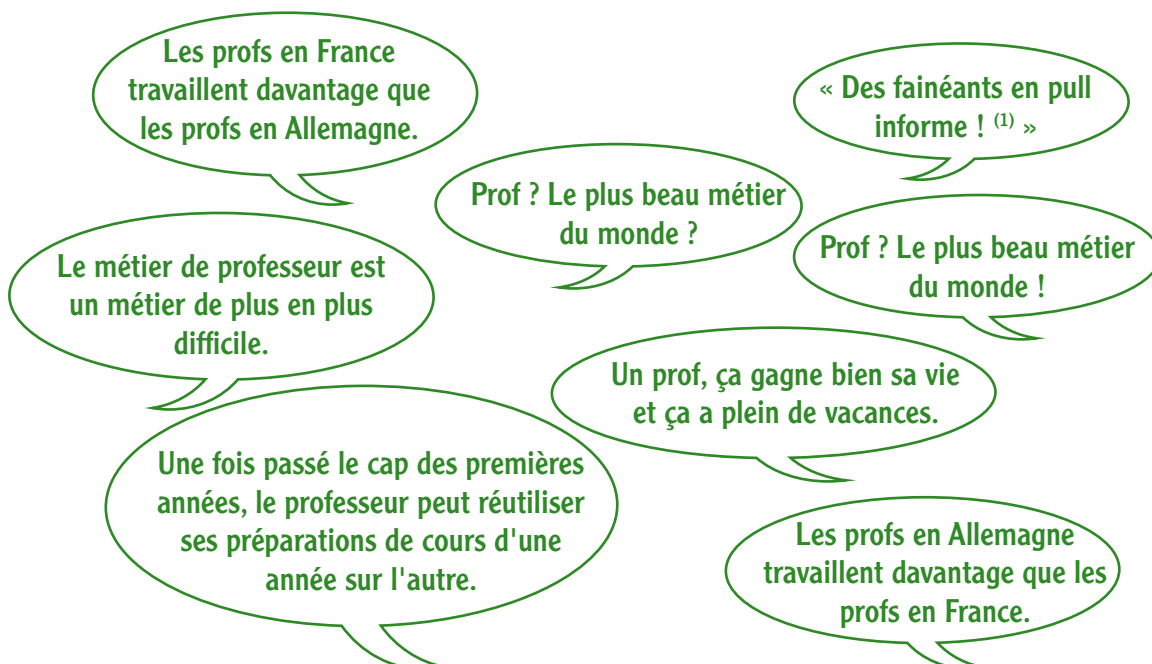 Les profs en France
travaillent davantage que
les profs en Allemagne.
« Des fainéants en pull
informe ! (1) »
Prof ? Le plus beau métier
du monde ?
Prof ? Le plus beau métier
du monde !
Le métier de professeur est
un métier de plus en plus
difficile.
Un prof, ça gagne bien sa vie
et ça a plein de vacances.
Une fois passé le cap des premières
années, le professeur peut réutiliser
ses préparations de cours d'une
année sur l'autre.
Les profs en Allemagne
travaillent davantage que les
profs en France.